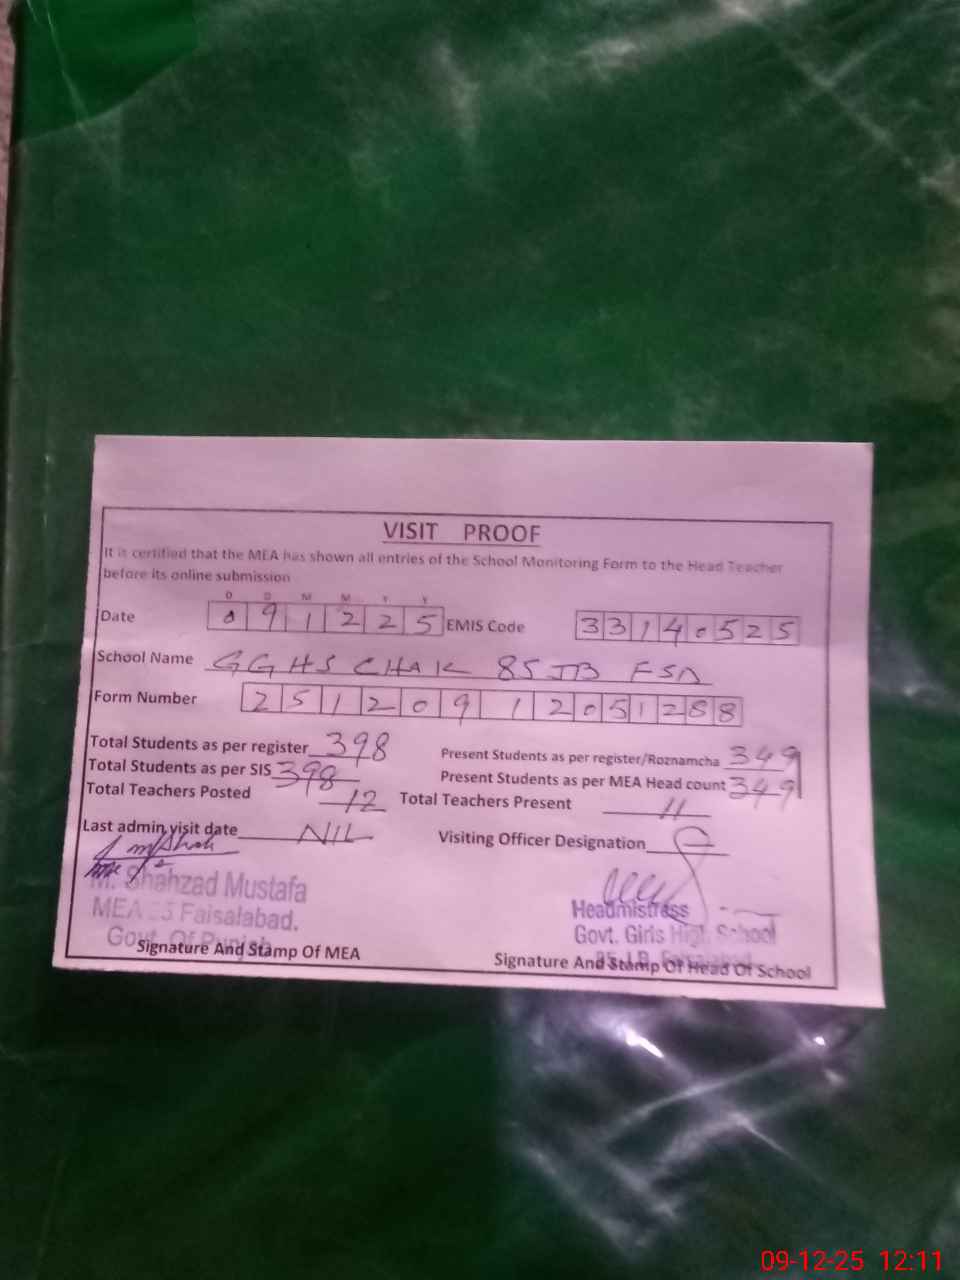 VISIT PROOF
It is certified that the MEA has shown all entries of the School Monitoring Form to the Head Teacher
before its online submission
D D M M Y Y
Date 0 9 1 2 2 5 EMIS Code 3 3 1 4 0 5 2 5
School Name GGHS CHAK 85 JB FSD
Form Number 2 5 1 2 0 9 1 2 0 5 1 2 8 8
Total Students as per register 398 Present Students as per register/Roznamcha 349
Total Students as per SIS 398 Present Students as per MEA Head count 349
Total Teachers Posted 12 Total Teachers Present 11
Last admin visit date NIL Visiting Officer Designation
M. Shahzad Mustafa
MEA Faisalabad.
Govt. Of Punjab
Signature And Stamp Of MEA
Headmistress
Govt. Girls High School
85 J.B. Faisalabad
Signature And Stamp Of Head Of School
09-12-25 12:11